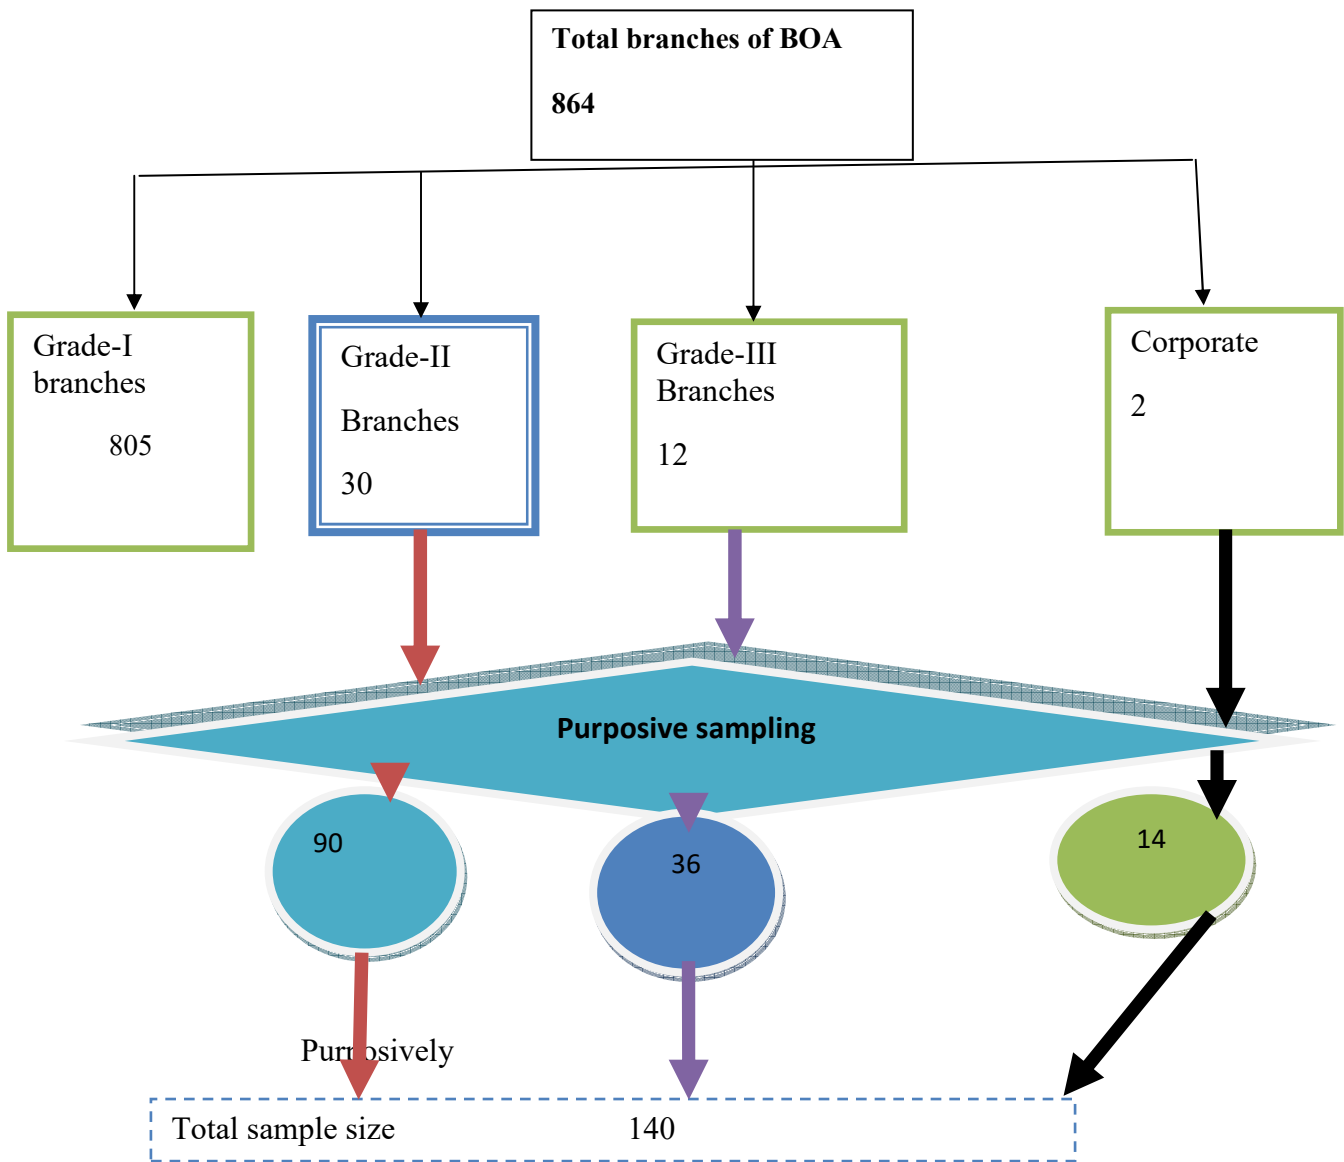 Total branches of BOA
864
Grade-I
branches
805
Grade-II
Branches
30
Grade-III
Branches
12
Corporate
2
Purposive sampling
90
36
14
Purposively
Total sample size 140